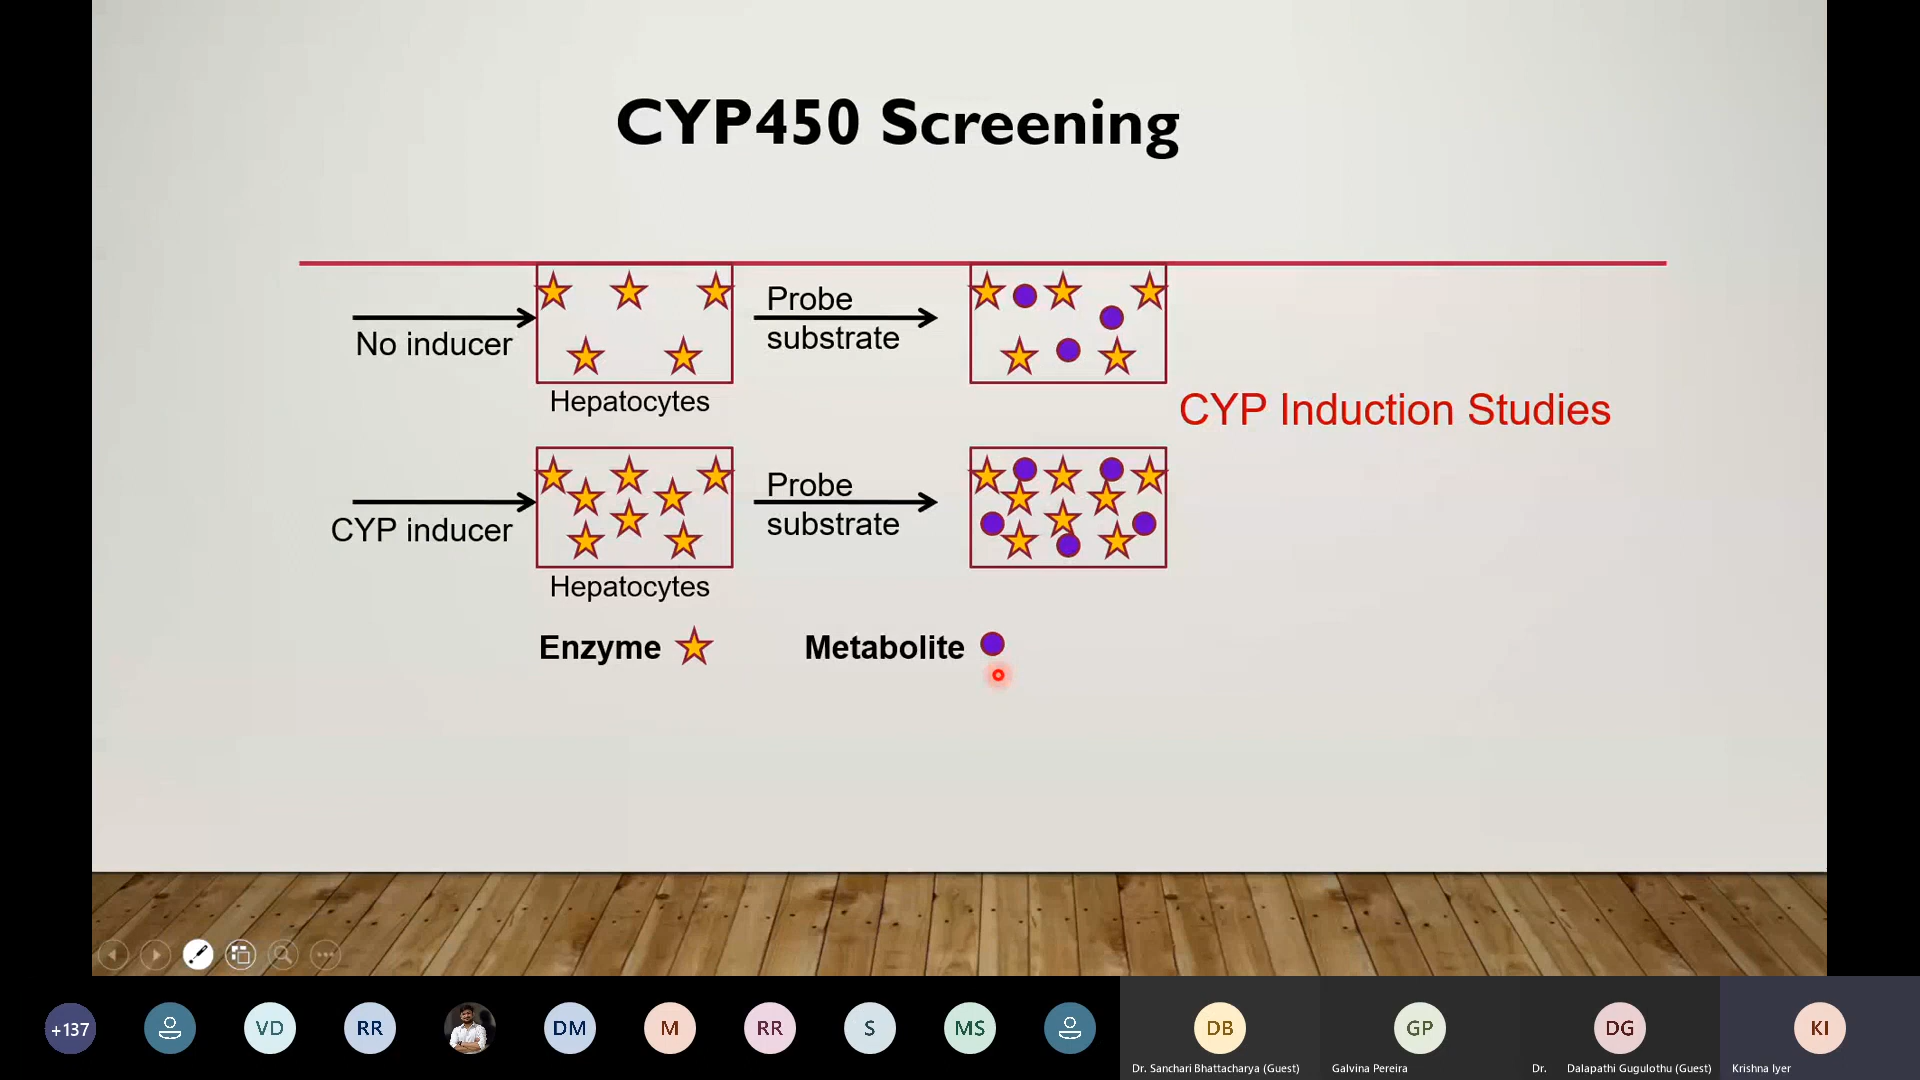 CYP450 Screening
No inducer
Probe
substrate
Hepatocytes
CYP Induction Studies
CYP inducer
Probe
substrate
Hepatocytes
Enzyme
Metabolite
+137
VD
RR
DM
M
RR
S
MS
DB
GP
DG
KI
Dr. Sanchari Bhattacharya (Guest)
Galvina Pereira
Dr. Dalapathi Gugulothu (Guest)
Krishna Iyer